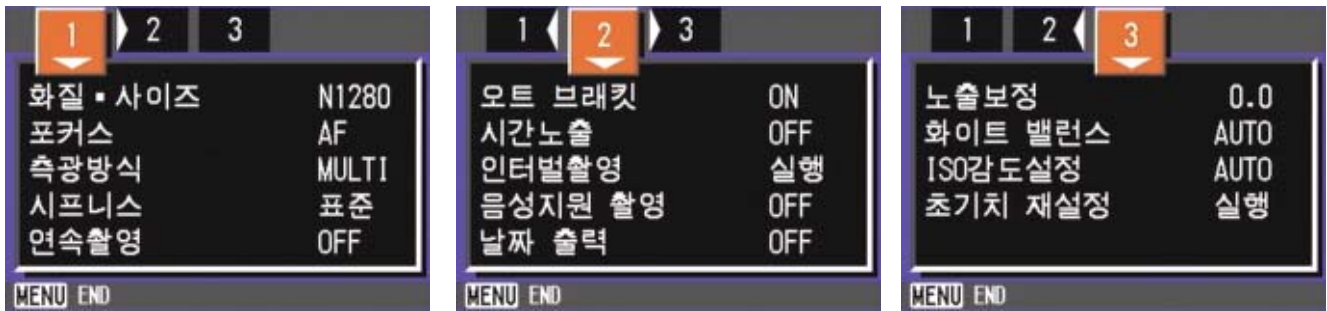 1 2 3
화질▪사이즈 N1280
포커스 AF
측광방식 MULTI
시프니스 표준
연속촬영 OFF
MENU END
1 2 3
오트 브래킷 ON
시간노출 OFF
인터벌촬영 실행
음성지원 촬영 OFF
날짜 출력 OFF
MENU END
1 2 3
노출보정 0.0
화이트 밸런스 AUTO
ISO감도설정 AUTO
초기치 재설정 실행
MENU END